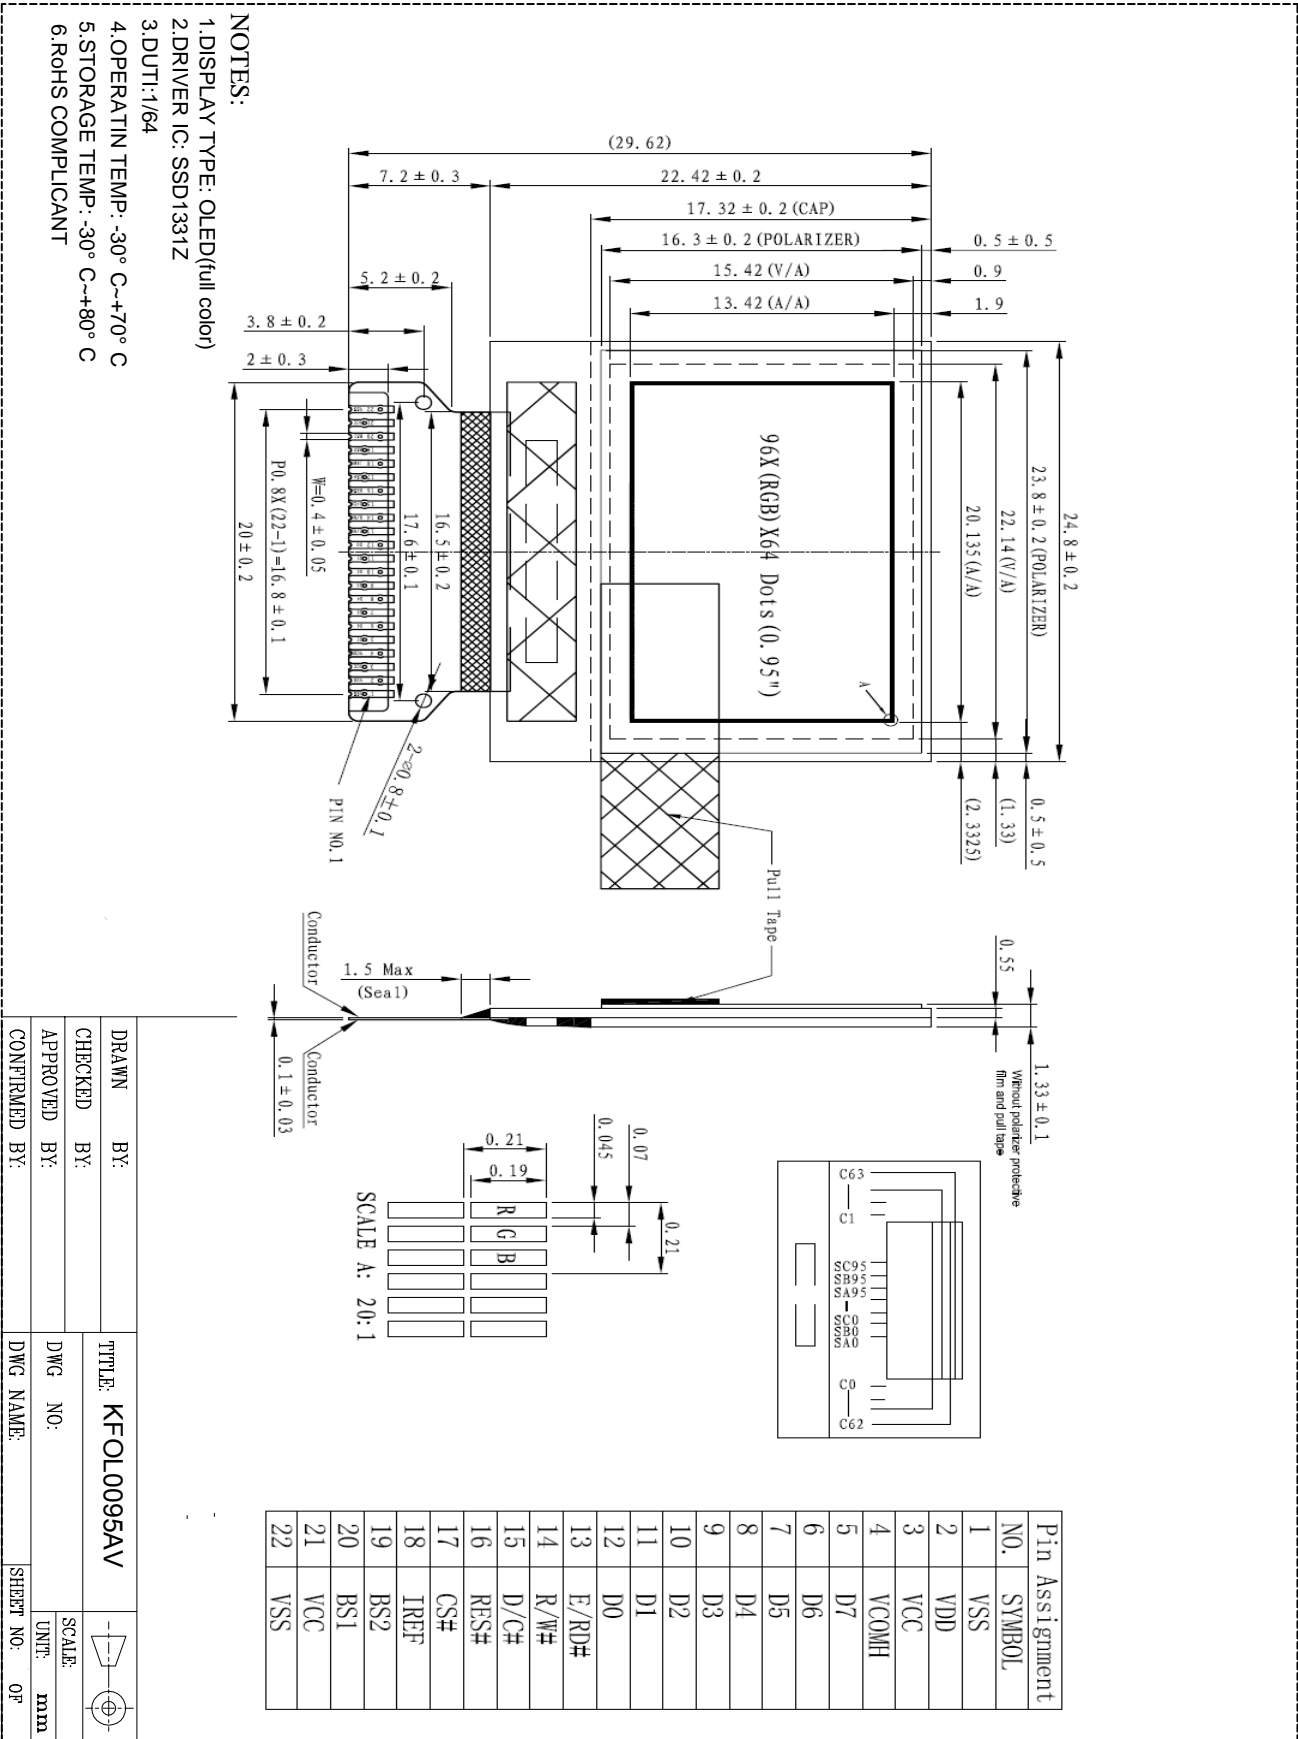 NOTES:
1.DISPLAY TYPE: OLED(full color)
2.DRIVER IC: SSD1331Z
3.DUTI:1/64
4.OPERATIN TEMP: -30° C~+70° C
5.STORAGE TEMP: -30° C~+80° C
6.RoHS COMPLICANT
(29.62)
7.2±0.3
22.42±0.2
17.32±0.2(CAP)
16.3±0.2(POLARIZER)
0.5±0.5
15.42(V/A)
0.9
13.42(A/A)
1.9
5.2±0.2
3.8±0.2
2±0.3
24.8±0.2
23.8±0.2(POLARIZER)
22.14(V/A)
20.135(A/A)
0.5±0.5
(1.33)
(2.3325)
96X(RGB)X64 Dots(0.95")
A
16.5±0.2
17.6±0.1
W=0.4±0.05
P0.8X(22-1)=16.8±0.1
20±0.2
2-⌀0.8±0.1
PIN NO.1
Pull Tape
0.55
1.33±0.1
Without polarizer protective
film and pull tape
1.5 Max
(Seal)
Conductor
Conductor
0.1±0.03
0.21
0.19
0.045
0.07
0.21
R G B
SCALE A: 20:1
C63
C1
SC95
SB95
SA95
SC0
SB0
SA0
C0
C62
Pin Assignment
NO. SYMBOL
1 VSS
2 VDD
3 VCC
4 VCOMH
5 D7
6 D6
7 D5
8 D4
9 D3
10 D2
11 D1
12 D0
13 E/RD#
14 R/W#
15 D/C#
16 RES#
17 CS#
18 IREF
19 BS2
20 BS1
21 VCC
22 VSS
DRAWN BY:
CHECKED BY:
APPROVED BY:
CONFIRMED BY:
TITLE: KFOL0095AV
DWG NO:
DWG NAME:
SCALE:
UNIT: mm
SHEET NO: OF